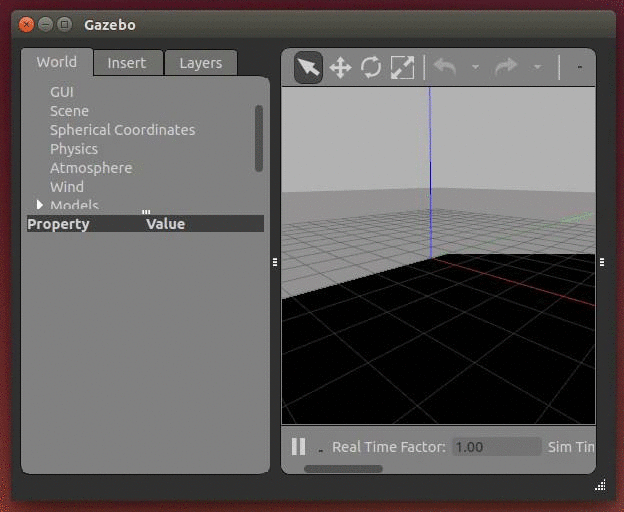 Gazebo
World Insert Layers
GUI
Scene
Spherical Coordinates
Physics
Atmosphere
Wind
Models
Property Value
Real Time Factor: 1.00 Sim Tim